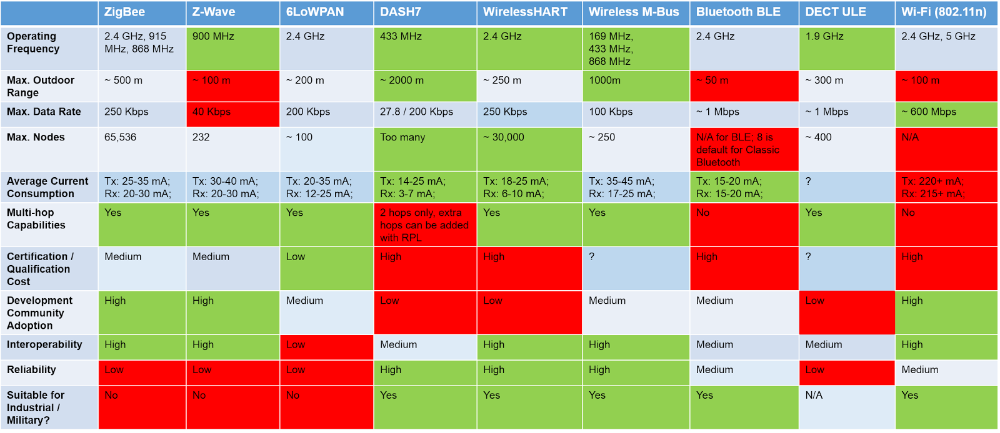 ZigBee Z-Wave 6LoWPAN DASH7 WirelessHART Wireless M-Bus Bluetooth BLE DECT ULE Wi-Fi (802.11n)
Operating Frequency 2.4 GHz, 915 MHz, 868 MHz 900 MHz 2.4 GHz 433 MHz 2.4 GHz 169 MHz, 433 MHz, 868 MHz 2.4 GHz 1.9 GHz 2.4 GHz, 5 GHz
Max. Outdoor Range ~ 500 m ~ 100 m ~ 200 m ~ 2000 m ~ 250 m 1000m ~ 50 m ~ 300 m ~ 100 m
Max. Data Rate 250 Kbps 40 Kbps 200 Kbps 27.8 / 200 Kbps 250 Kbps 100 Kbps ~ 1 Mbps ~ 1 Mbps ~ 600 Mbps
Max. Nodes 65,536 232 ~ 100 Too many ~ 30,000 ~ 250 N/A for BLE; 8 is default for Classic Bluetooth ~ 400 N/A
Average Current Consumption Tx: 25-35 mA; Rx: 20-30 mA; Tx: 30-40 mA; Rx: 20-30 mA; Tx: 20-35 mA; Rx: 12-25 mA; Tx: 14-25 mA; Rx: 3-7 mA; Tx: 18-25 mA; Rx: 6-10 mA; Tx: 35-45 mA; Rx: 17-25 mA; Tx: 15-20 mA; Rx: 15-20 mA; ? Tx: 220+ mA; Rx: 215+ mA;
Multi-hop Capabilities Yes Yes Yes 2 hops only, extra hops can be added with RPL Yes Yes No Yes No
Certification / Qualification Cost Medium Medium Low High High ? High ? High
Development Community Adoption High High Medium Low Low Medium Medium Low High
Interoperability High High Low Medium High High Medium Medium High
Reliability Low Low Low High High High Medium Low Medium
Suitable for Industrial / Military? No No No Yes Yes Yes Yes N/A Yes